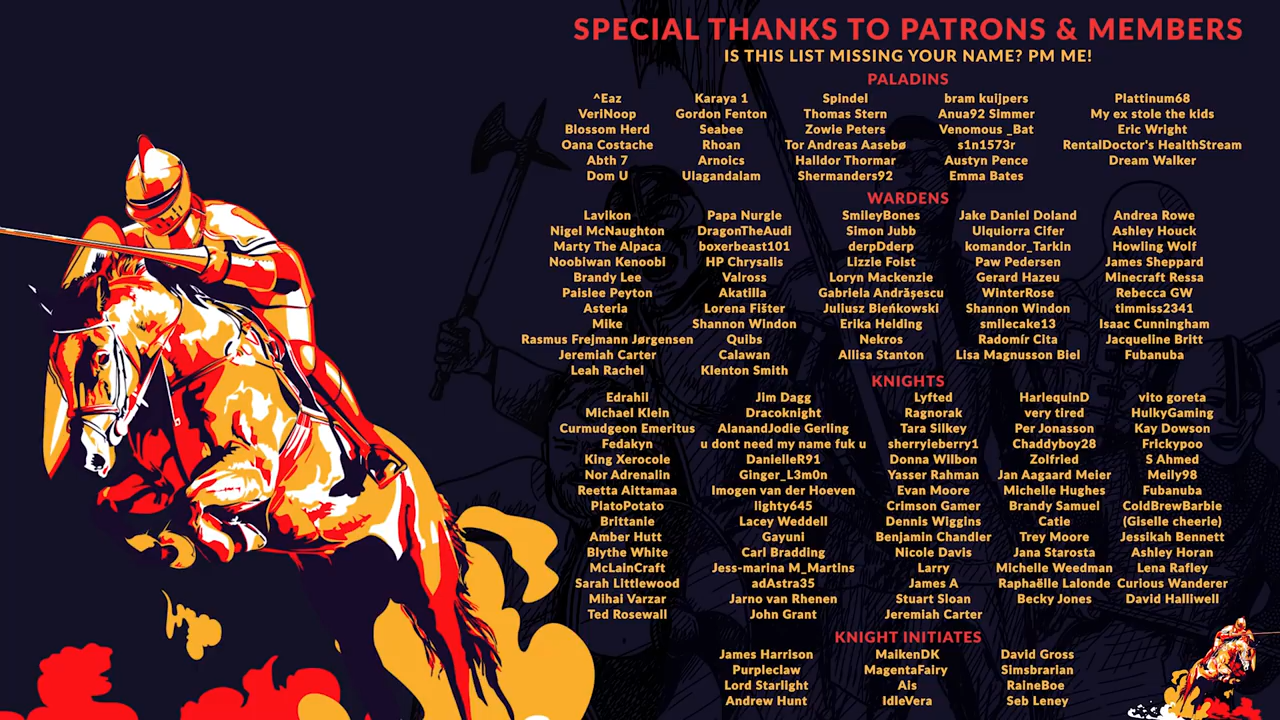 SPECIAL THANKS TO PATRONS & MEMBERS
IS THIS LIST MISSING YOUR NAME? PM ME!
PALADINS
^Eaz Karaya 1 Spindel bram kuijpers Plattinum68
VeriNoop Gordon Fenton Thomas Stern Anua92 Simmer My ex stole the kids
Blossom Herd Seabee Zowie Peters Venomous _Bat Eric Wright
Oana Costache Rhoan Tor Andreas Aasebø s1n1573r RentalDoctor's HealthStream
Abth 7 Arnoics Halldor Thormar Austyn Pence Dream Walker
Dom U Ulagandalam Shermanders92 Emma Bates
WARDENS
Lavikon Papa Nurgle SmileyBones Jake Daniel Doland Andrea Rowe
Nigel McNaughton DragonTheAudi Simon Jubb Ulquiorra Cifer Ashley Houck
Marty The Alpaca boxerbeast101 derpDderp komandor_Tarkin Howling Wolf
Noobiwan Kenoobi HP Chrysalis Lizzie Foist Paw Pedersen James Sheppard
Brandy Lee Valross Loryn Mackenzie Gerard Hazeu Minecraft Ressa
Paislee Peyton Akatilla Gabriela Andrășescu WinterRose Rebecca GW
Asteria Lorena Fišter Juliusz Bieńkowski Shannon Windon timmiss2341
Mike Shannon Windon Erika Heiding smilecake13 Isaac Cunningham
Rasmus Frejmann Jørgensen Quibs Nekros Radomír Cita Jacqueline Britt
Jeremiah Carter Calawan Allisa Stanton Lisa Magnusson Biel Fubanuba
Leah Rachel Klenton Smith
KNIGHTS
Edrahil Jim Dagg Lyfted HarlequinD vito goreta
Michael Klein Dracoknight Ragnorak very tired HulkyGaming
Curmudgeon Emeritus AlanandJodie Gerling Tara Silkey Per Jonasson Kay Dowson
Fedakyn u dont need my name fuk u sherryleberry1 Chaddyboy28 Frickypoo
King Xerocole DanielleR91 Donna Wilbon Zolfried S Ahmed
Nor Adrenalin Ginger_L3m0n Yasser Rahman Jan Aagaard Meier Meily98
Reetta Aittamaa Imogen van der Hoeven Evan Moore Michelle Hughes Fubanuba
PlatoPotato lighty645 Crimson Gamer Brandy Samuel ColdBrewBarbie
Brittanie Lacey Weddell Dennis Wiggins Catie (Giselle cheerie)
Amber Hutt Gayuni Benjamin Chandler Trey Moore Jessikah Bennett
Blythe White Carl Bradding Nicole Davis Jana Starosta Ashley Horan
McLainCraft Jess-marina M_Martins Larry Michelle Weedman Lena Rafley
Sarah Littlewood adAstra35 James A Raphaëlle Lalonde Curious Wanderer
Mihai Varzar Jarno van Rhenen Stuart Sloan Becky Jones David Halliwell
Ted Rosewall John Grant Jeremiah Carter
KNIGHT INITIATES
James Harrison MaikenDK David Gross
Purpleclaw MagentaFairy Simsbrarian
Lord Starlight Ais RaineBoe
Andrew Hunt IdleVera Seb Leney